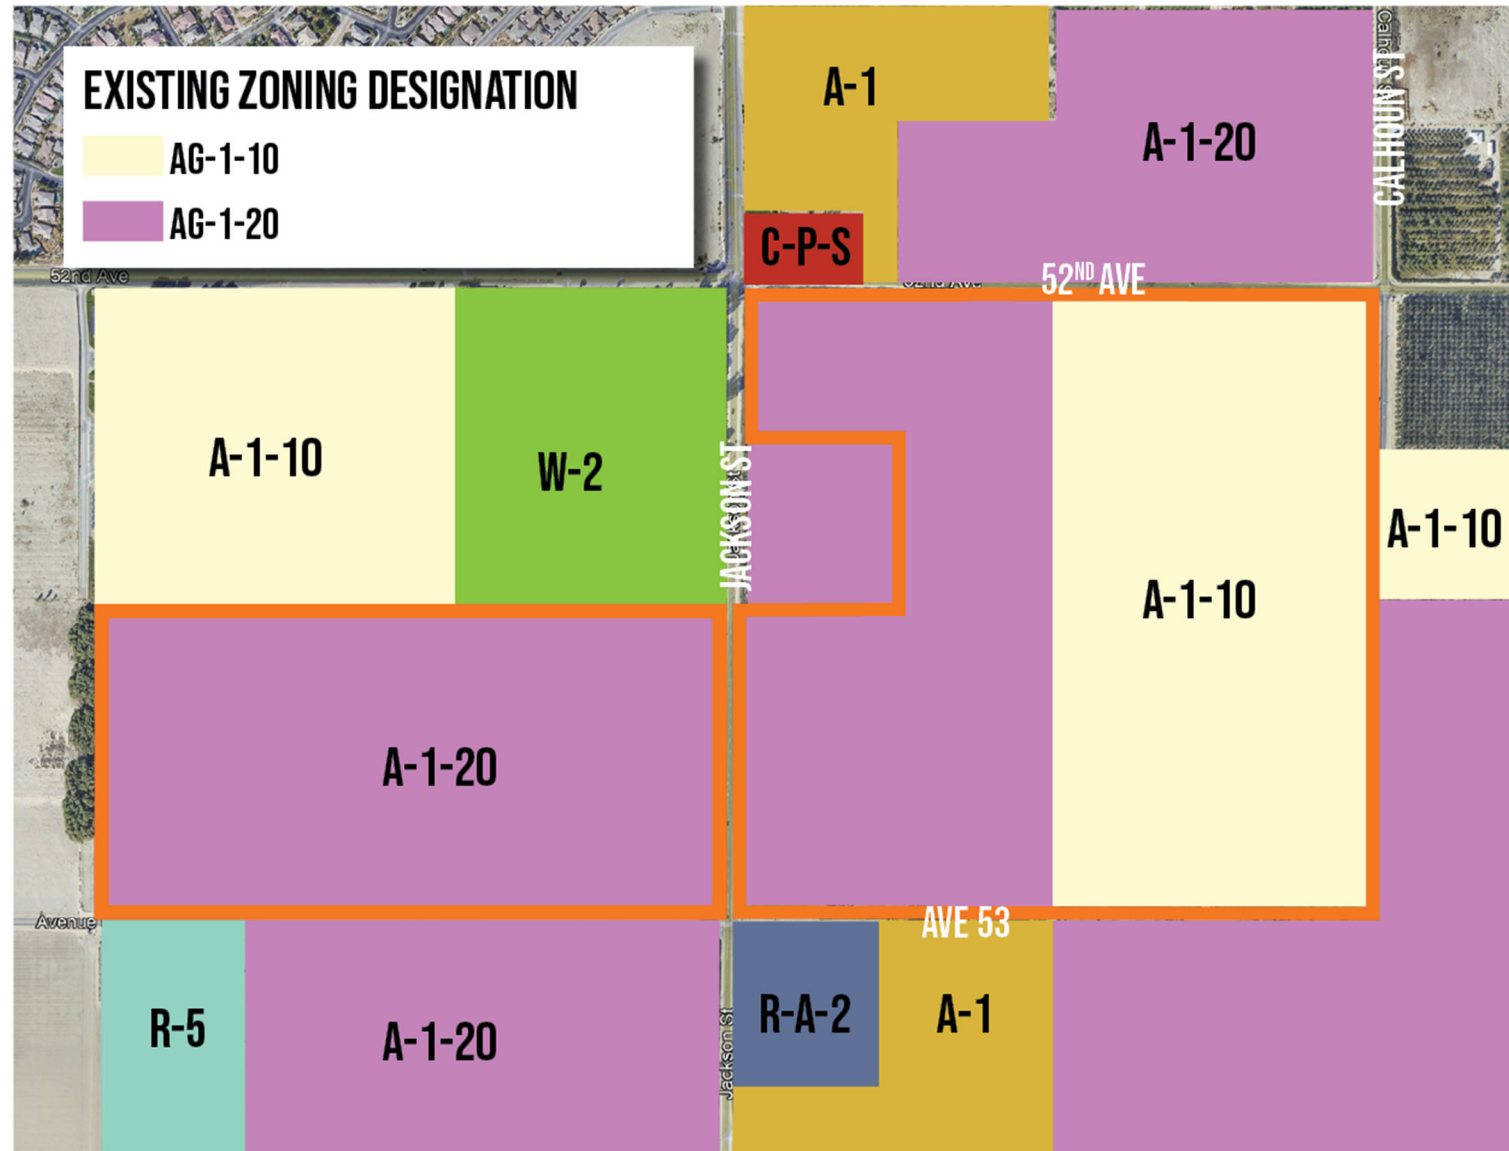 EXISTING ZONING DESIGNATION
AG-1-10
AG-1-20
A-1
A-1-20
CALHOUN ST
C-P-S
52nd Ave
52ND AVE
A-1-10
W-2
JACKSON ST
A-1-10
A-1-10
A-1-20
Avenue
AVE 53
R-5
A-1-20
Jackson St
R-A-2
A-1